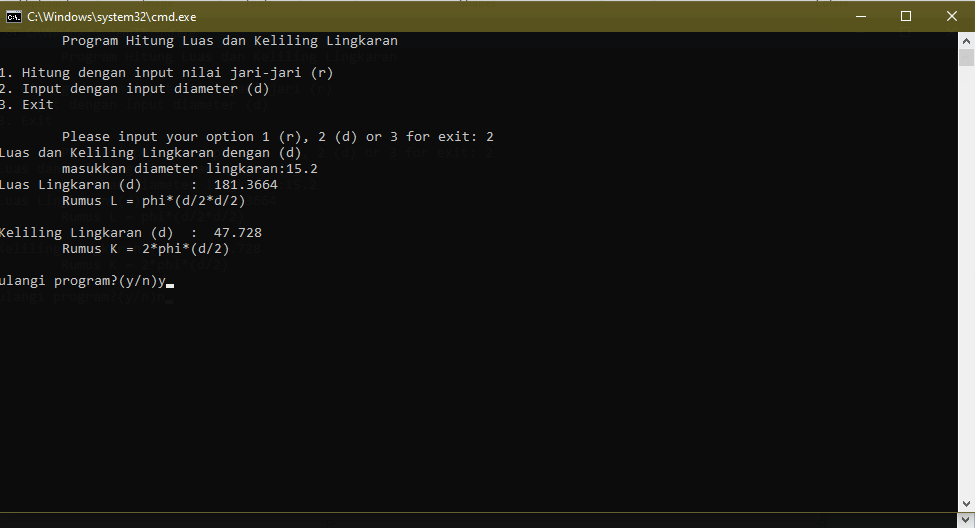 C:\Windows\system32\cmd.exe
Program Hitung Luas dan Keliling Lingkaran
1. Hitung dengan input nilai jari-jari (r)
2. Input dengan input diameter (d)
3. Exit
Please input your option 1 (r), 2 (d) or 3 for exit: 2
Luas dan Keliling Lingkaran dengan (d)
masukkan diameter lingkaran:15.2
Luas Lingkaran (d)      :  181.3664
Rumus L = phi*(d/2*d/2)
Keliling Lingkaran (d)  :  47.728
Rumus K = 2*phi*(d/2)
ulangi program?(y/n)y